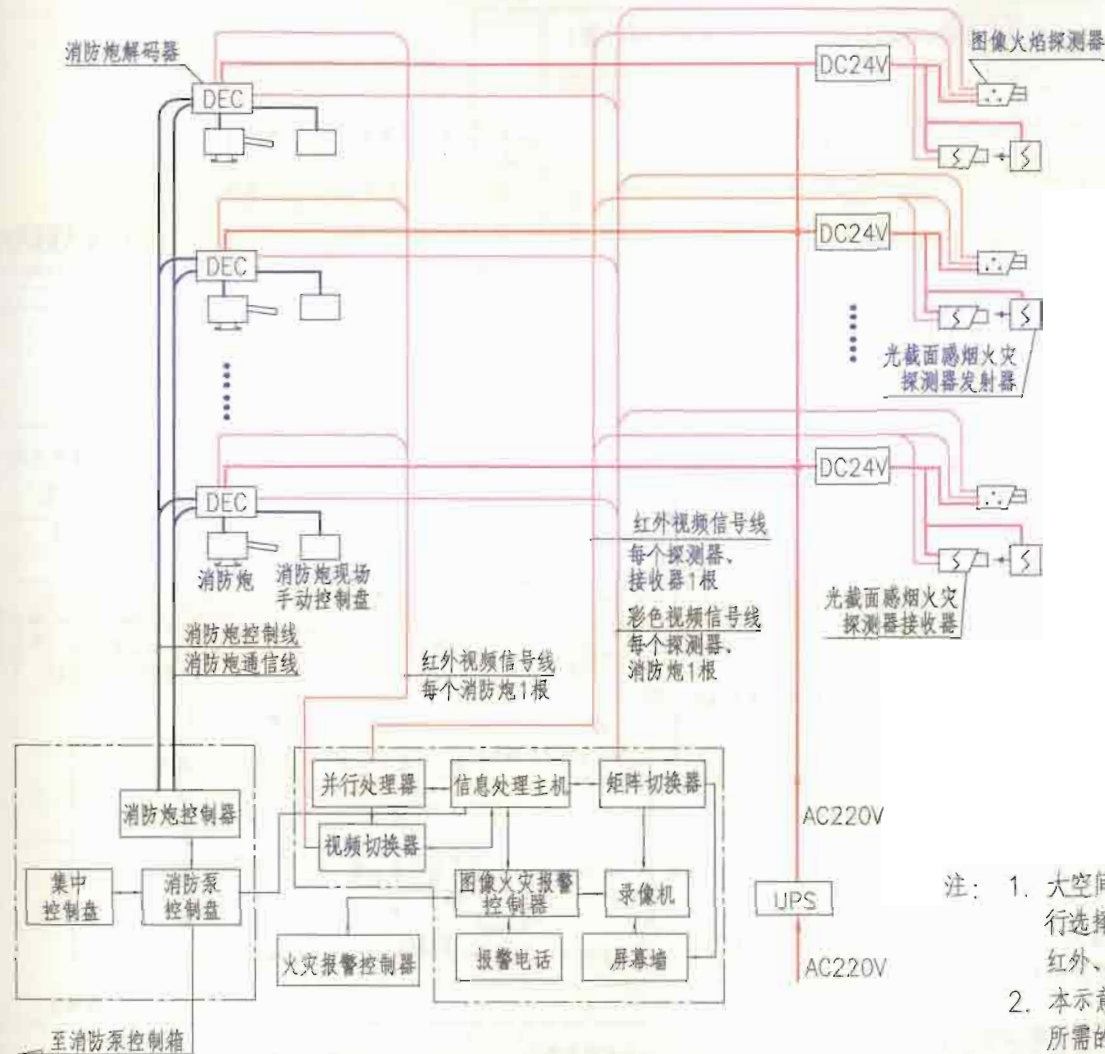 消防炮解码器
图像火焰探测器
DC24V
DEC
DC24V
DEC
光截面感烟火灾
探测器发射器
DC24V
DEC
消防炮
消防炮现场
手动控制盘
红外视频信号线
每个探测器、
接收器1根
光截面感烟火灾
探测器接收器
彩色视频信号线
每个探测器、
消防炮1根
消防炮控制线
消防炮通信线
红外视频信号线
每个消防炮1根
并行处理器
信息处理主机
矩阵切换器
消防炮控制器
AC220V
视频切换器
集中
控制盘
消防泵
控制盘
图像火灾报警
控制器
录像机
UPS
火灾报警控制器
报警电话
屏幕墙
AC220V
至消防泵控制箱
注: 1. 大空间
行选择
红外、
2. 本示意
所需的